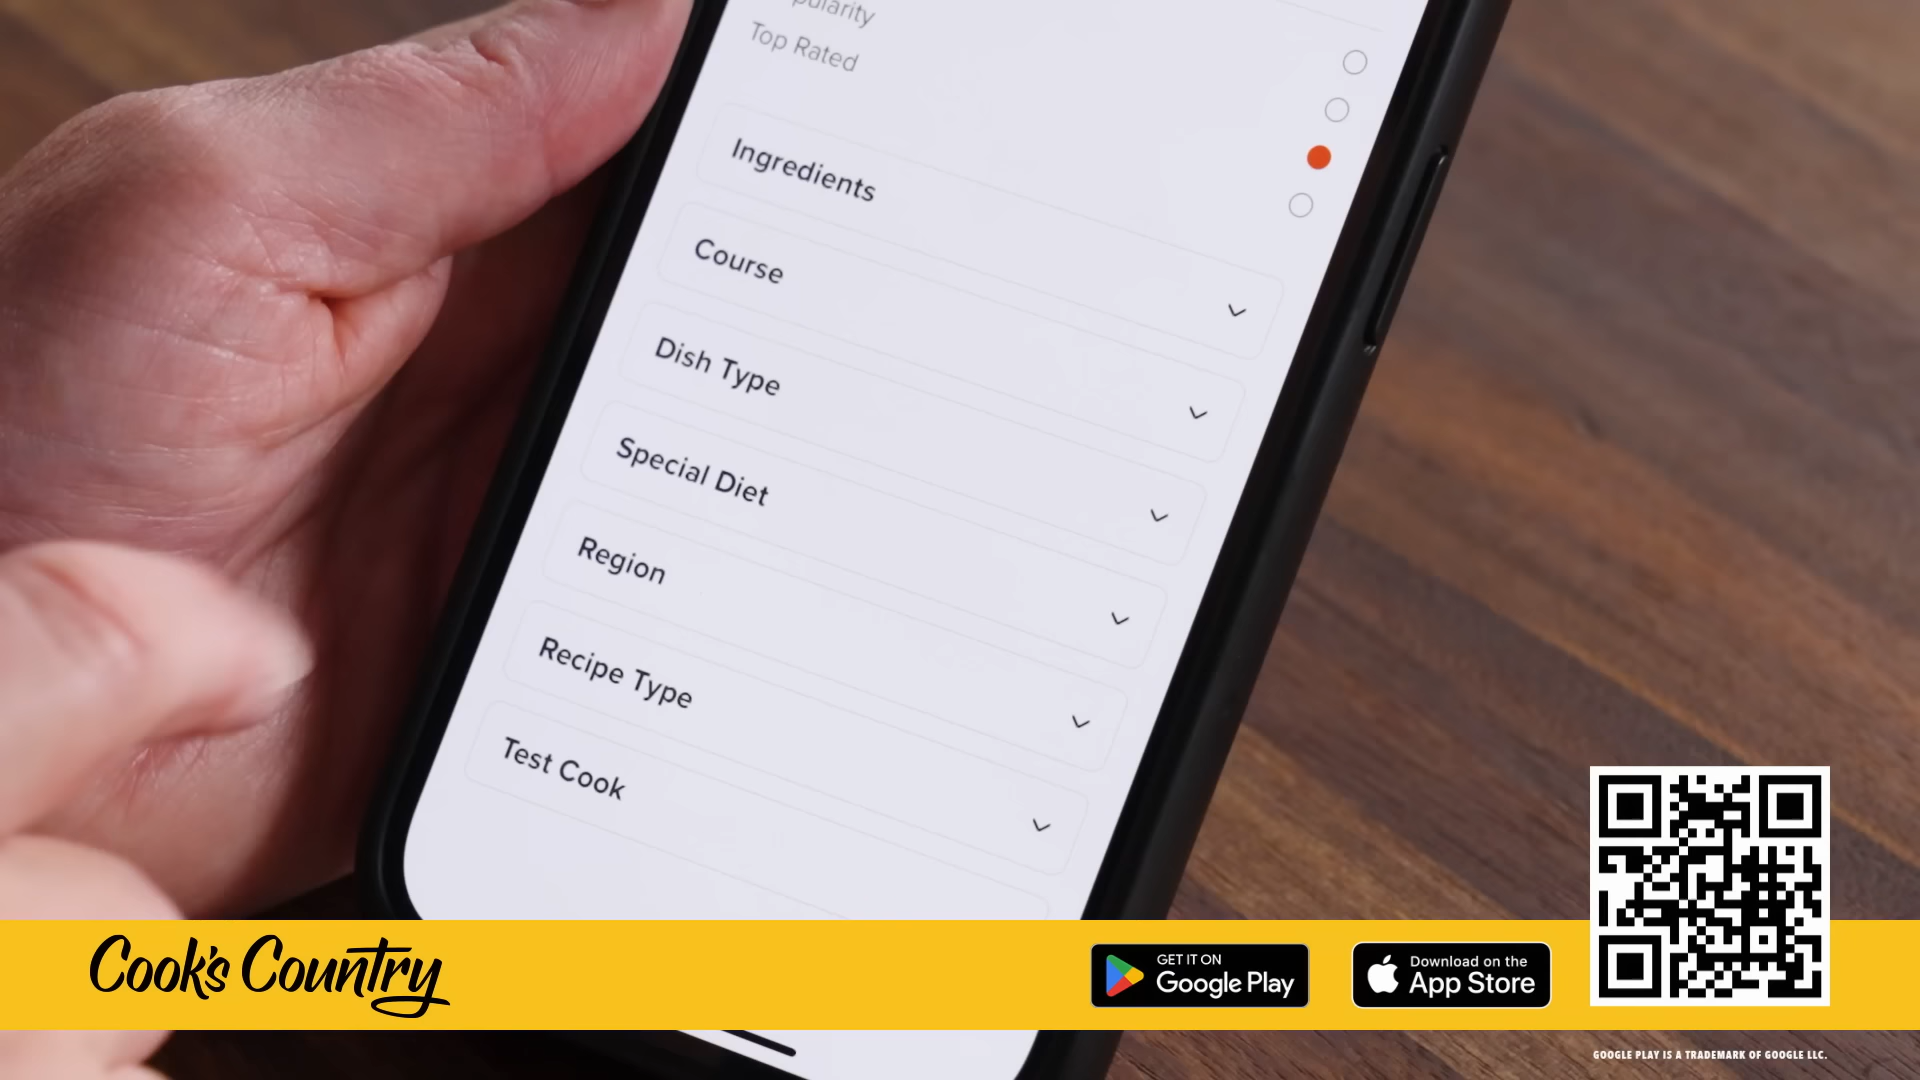 Top Rated
Ingredients
Course
Dish Type
Special Diet
Region
Recipe Type
Test Cook
Cook's Country
GET IT ON
Google Play
Download on the
App Store
GOOGLE PLAY IS A TRADEMARK OF GOOGLE LLC.